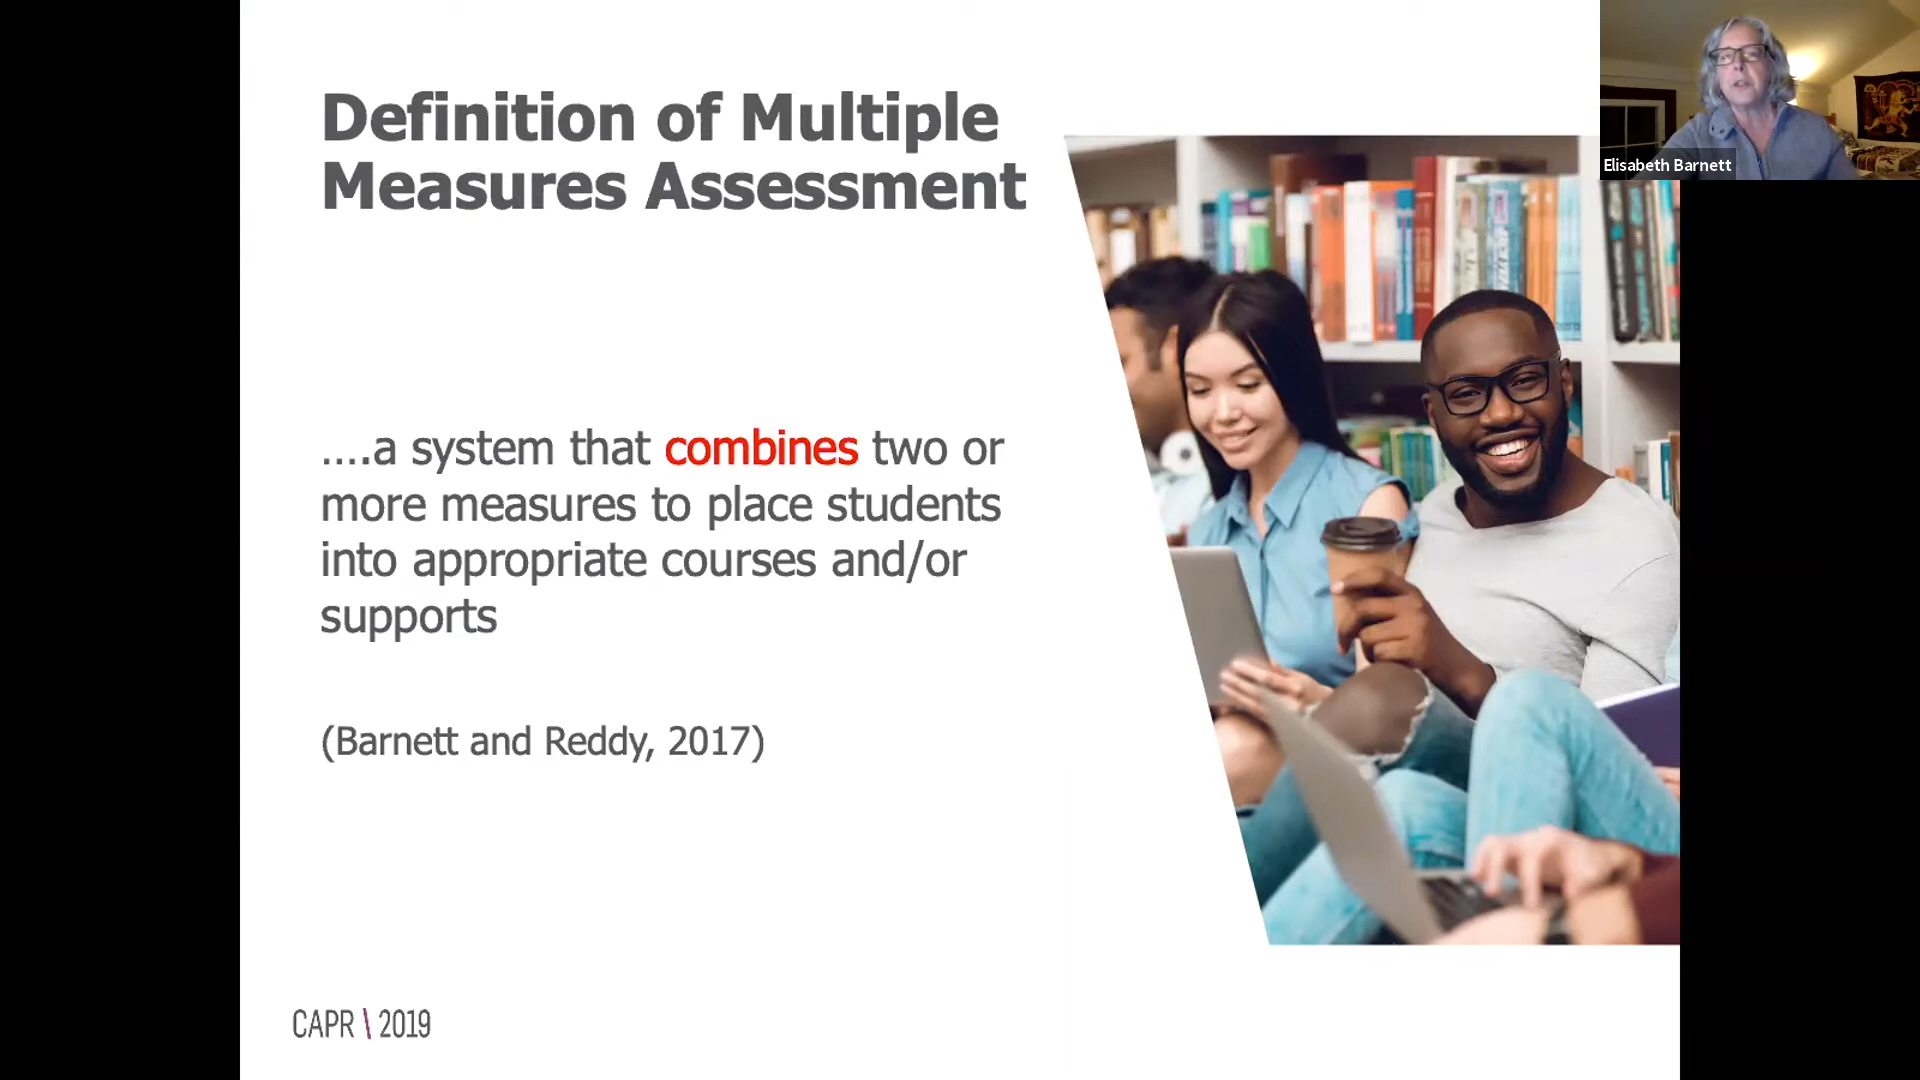 Definition of Multiple
Measures Assessment
....a system that combines two or
more measures to place students
into appropriate courses and/or
supports
(Barnett and Reddy, 2017)
CAPR \ 2019
Elisabeth Barnett